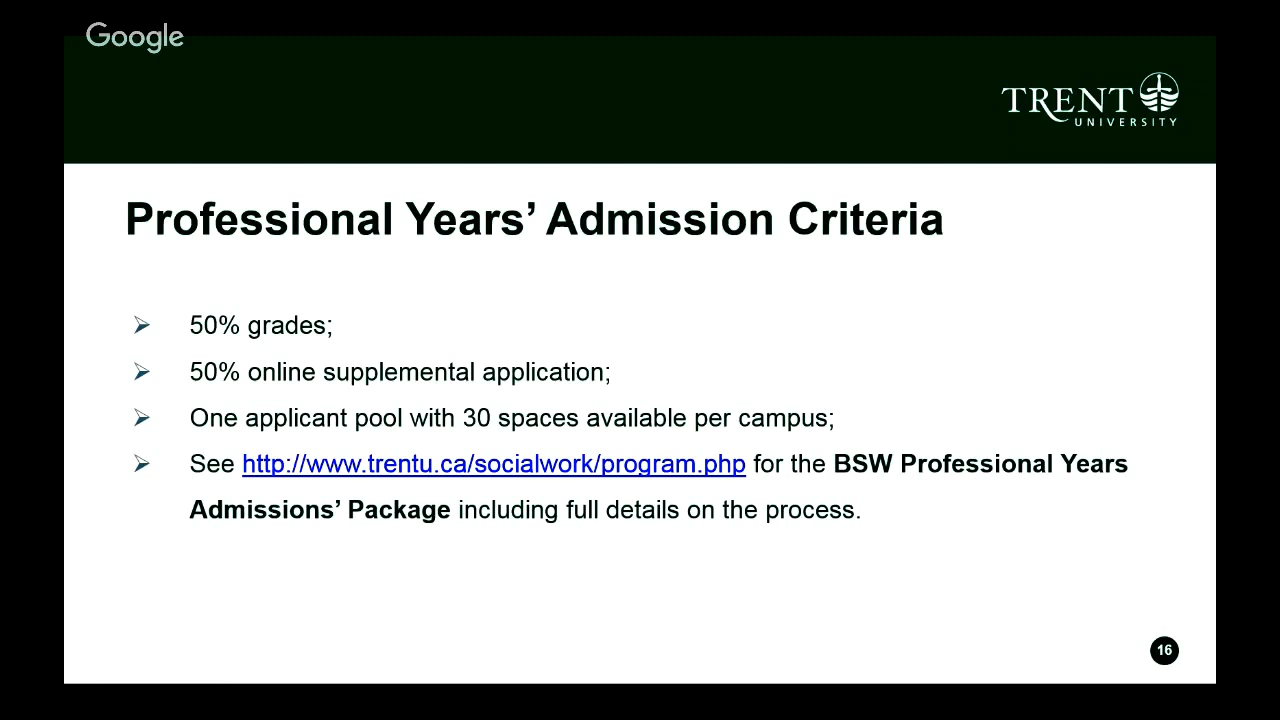 Google
TRENT
UNIVERSITY
Professional Years’ Admission Criteria
50% grades;
50% online supplemental application;
One applicant pool with 30 spaces available per campus;
See http://www.trentu.ca/socialwork/program.php for the BSW Professional Years
Admissions’ Package including full details on the process.
16